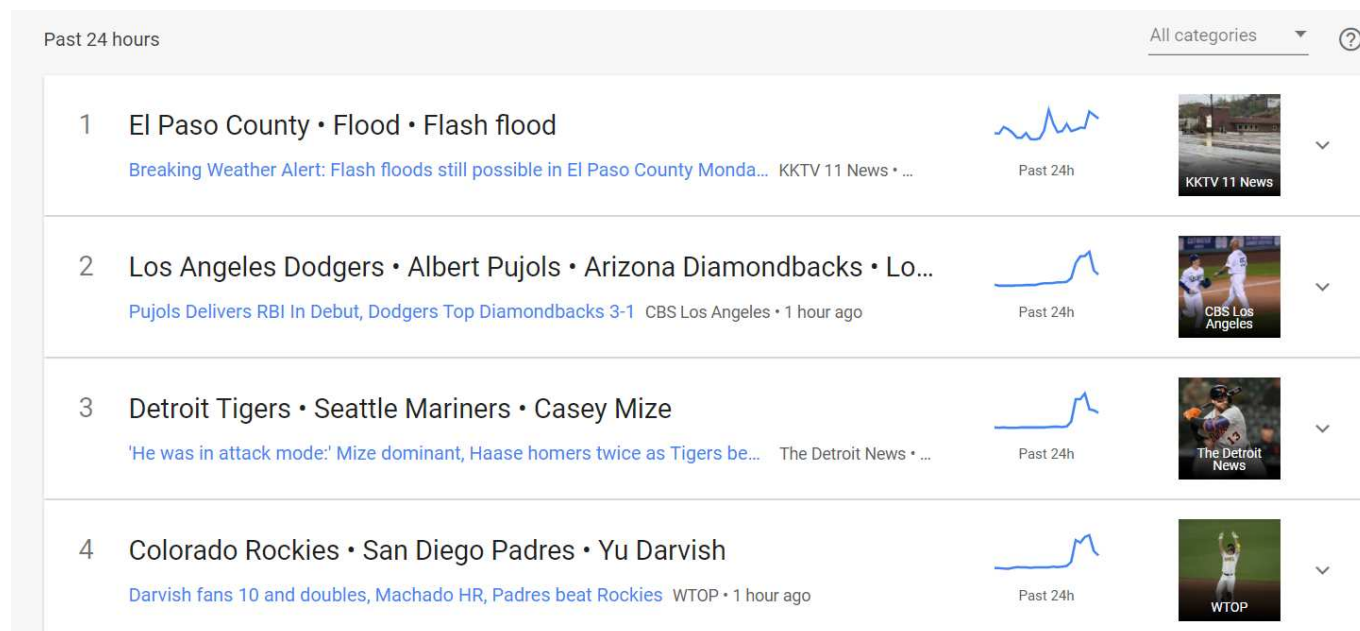 Past 24 hours
All categories
1
El Paso County • Flood • Flash flood
Breaking Weather Alert: Flash floods still possible in El Paso County Monda... KKTV 11 News • ...
Past 24h
KKTV 11 News
2
Los Angeles Dodgers • Albert Pujols • Arizona Diamondbacks • Lo...
Pujols Delivers RBI In Debut, Dodgers Top Diamondbacks 3-1 CBS Los Angeles • 1 hour ago
Past 24h
CBS Los
Angeles
3
Detroit Tigers • Seattle Mariners • Casey Mize
'He was in attack mode:' Mize dominant, Haase homers twice as Tigers be... The Detroit News • ...
Past 24h
13
The Detroit
News
4
Colorado Rockies • San Diego Padres • Yu Darvish
Darvish fans 10 and doubles, Machado HR, Padres beat Rockies WTOP • 1 hour ago
Past 24h
WTOP